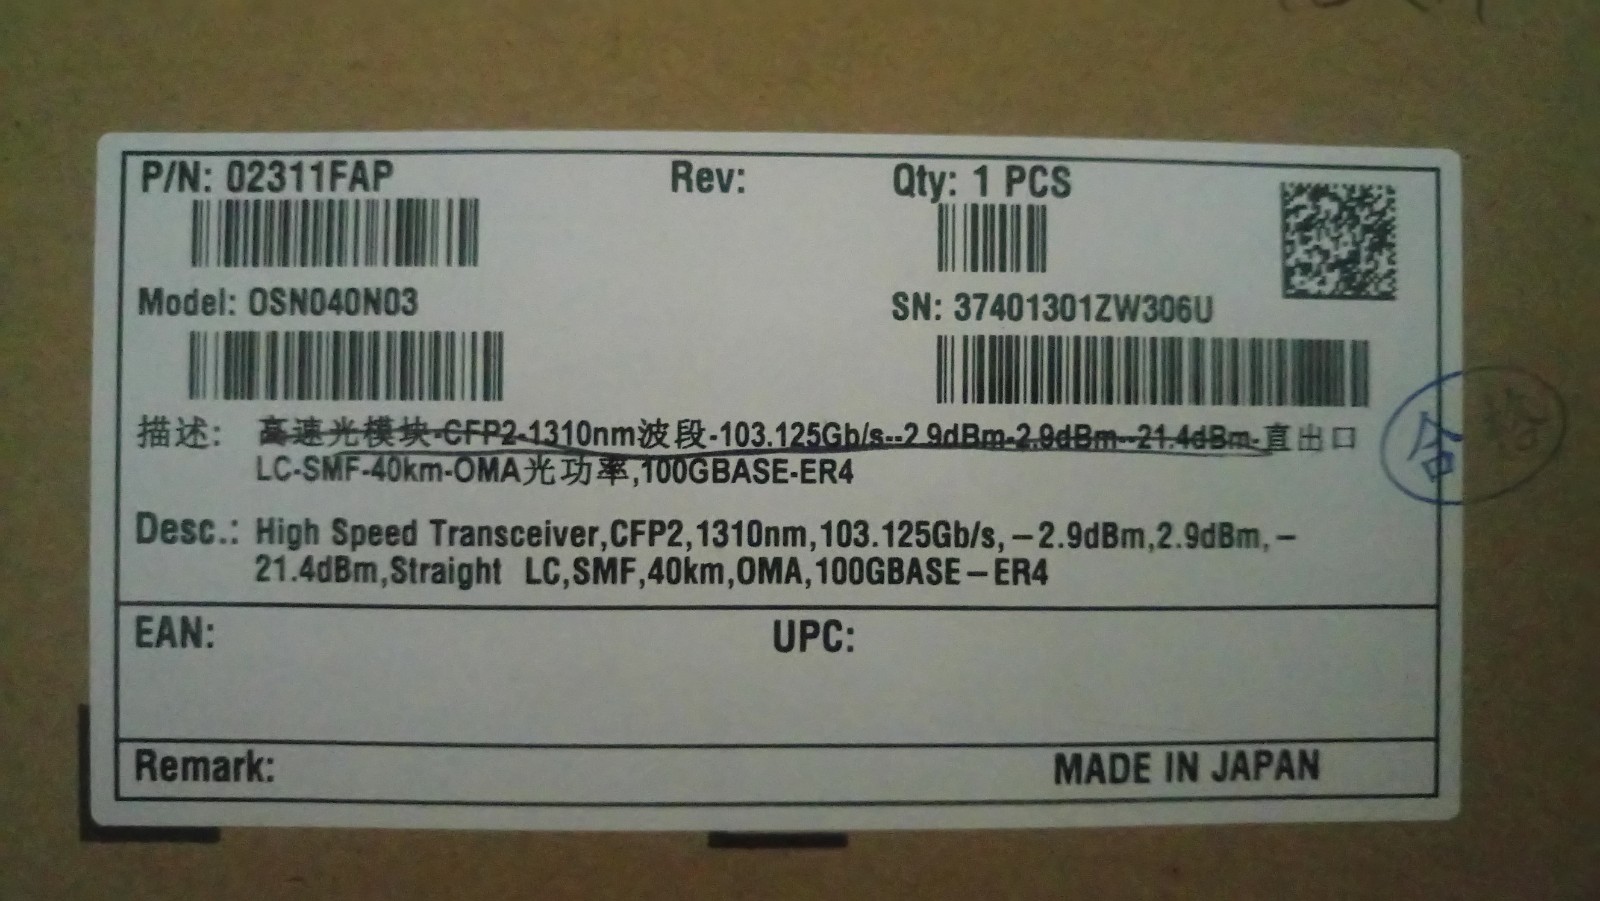 P/N: 02311FAP Rev: Qty: 1 PCS
Model: OSN040N03 SN: 37401301ZW306U
描述: 高速光模块-CFP2-1310nm波段-103.125Gb/s--2.9dBm-2.9dBm--21.4dBm-直出口
LC-SMF-40km-OMA光功率,100GBASE-ER4
合格
Desc.: High Speed Transceiver,CFP2,1310nm,103.125Gb/s,-2.9dBm,2.9dBm,-
21.4dBm,Straight LC,SMF,40km,OMA,100GBASE-ER4
EAN: UPC:
Remark: MADE IN JAPAN